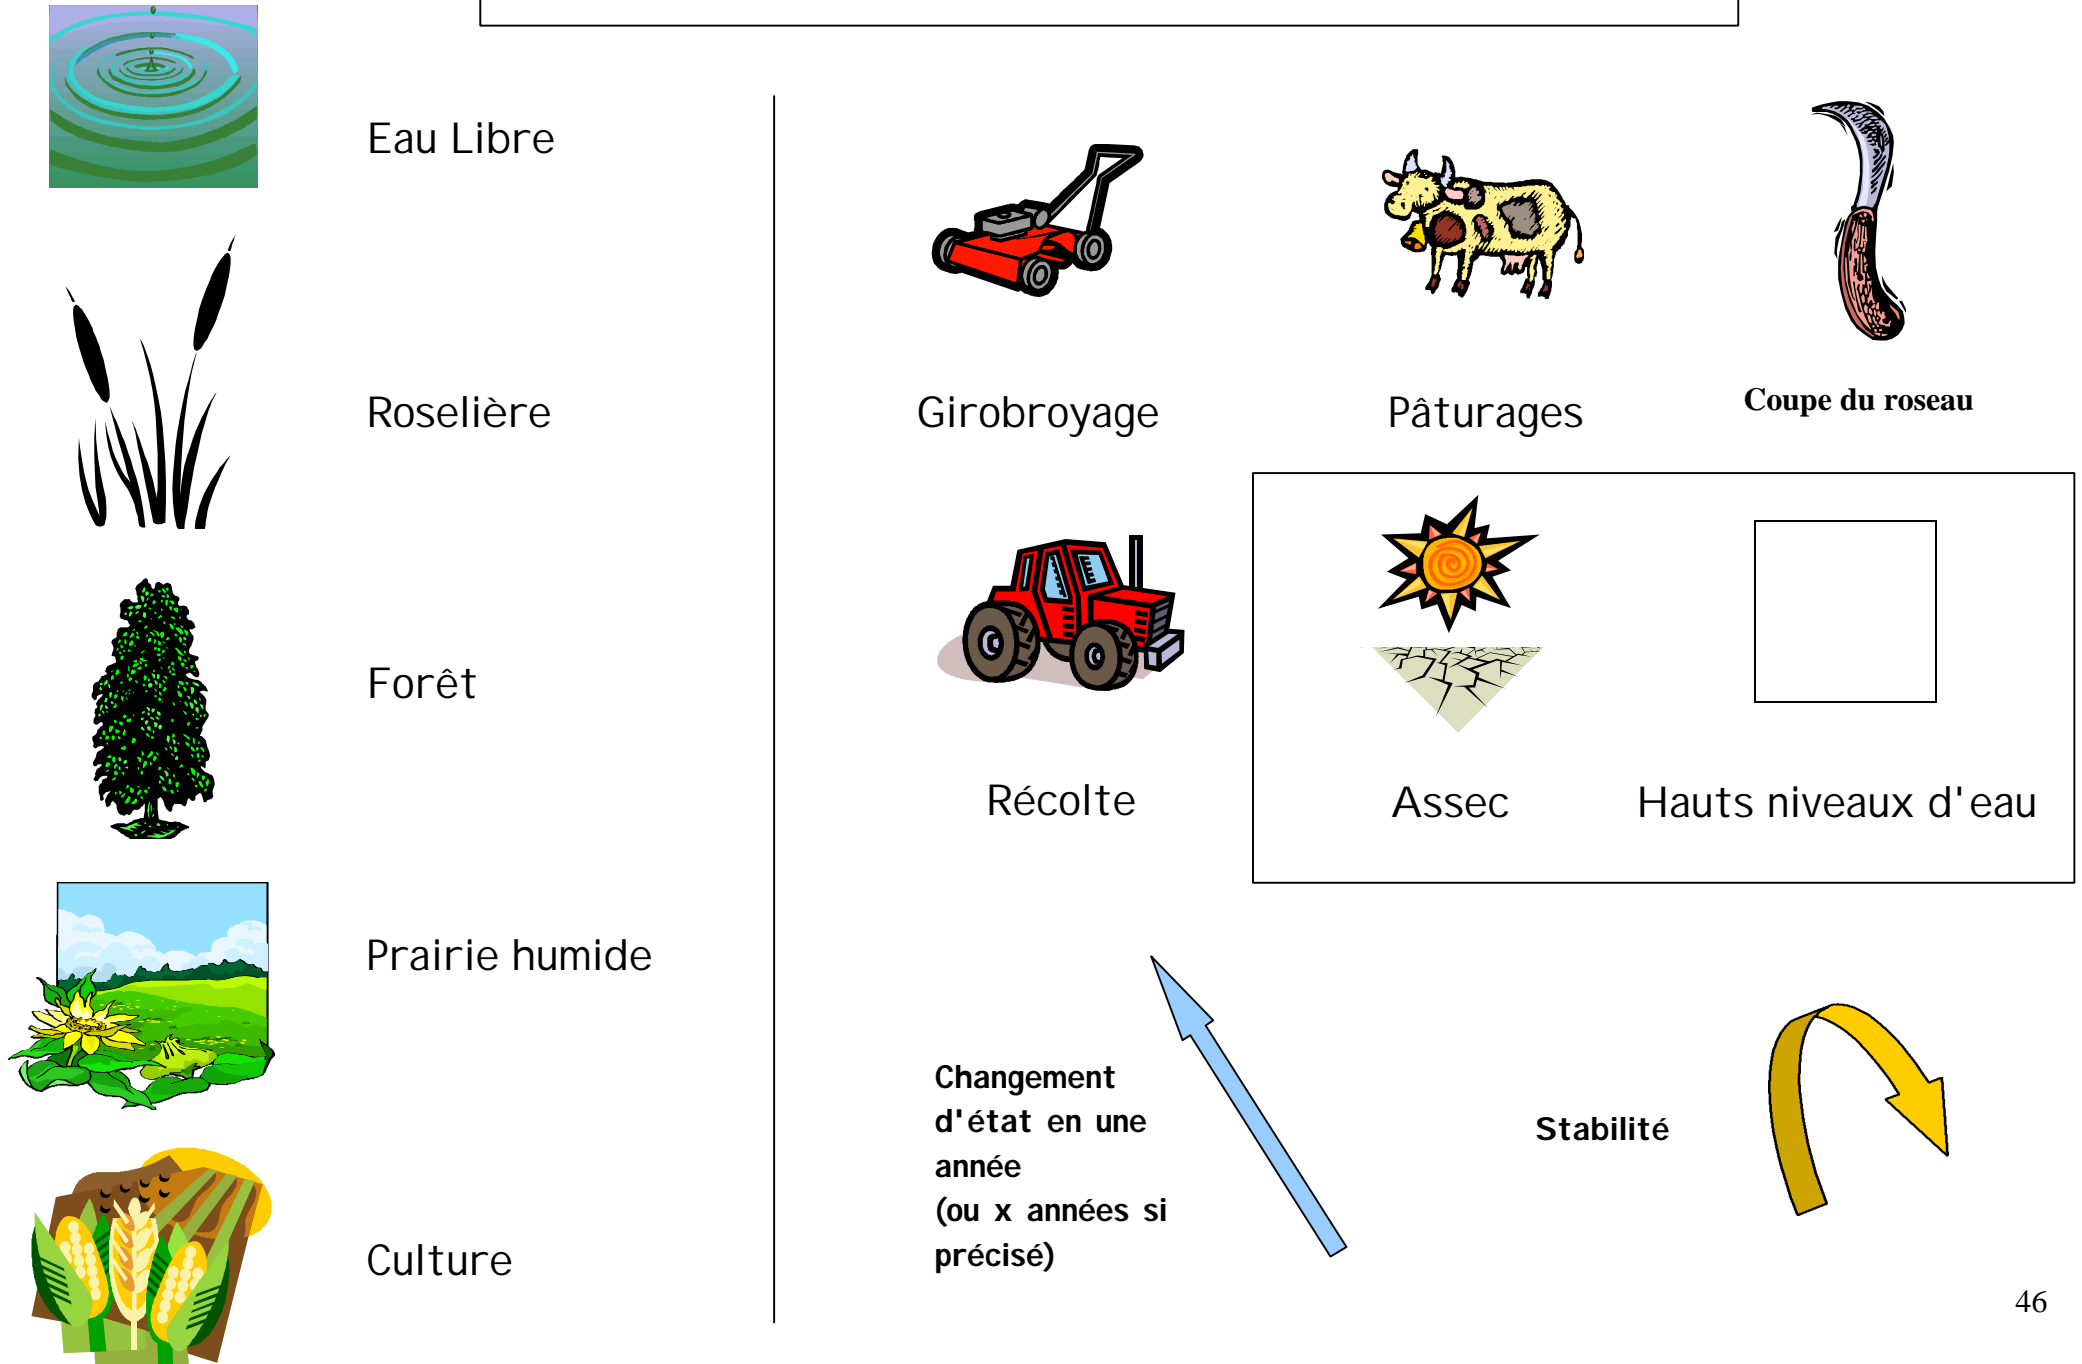 Eau Libre
Roselière
Forêt
Prairie humide
Culture
Girobroyage
Pâturages
Coupe du roseau
Récolte
Assec
Hauts niveaux d'eau
Changement
d'état en une
année
(ou x années si
précisé)
Stabilité
46